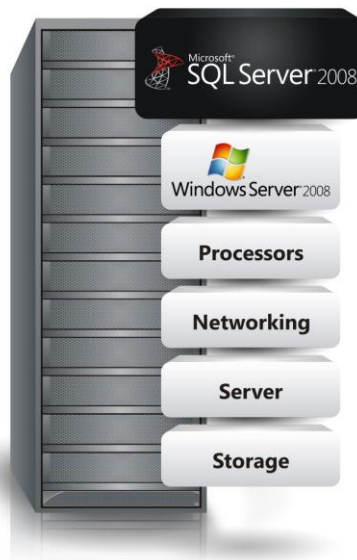 Microsoft®
SQL Server® 2008
Windows Server® 2008
Processors
Networking
Server
Storage